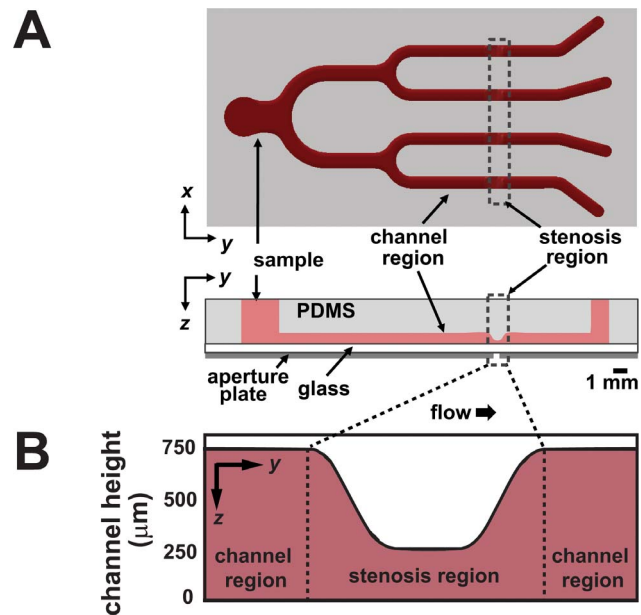 A
x
y
sample
channel
region
stenosis
region
y
z
PDMS
aperture
plate
glass
1 mm
flow
B
channel height
(μm)
750
500
250
0
y
z
channel
region
stenosis region
channel
region